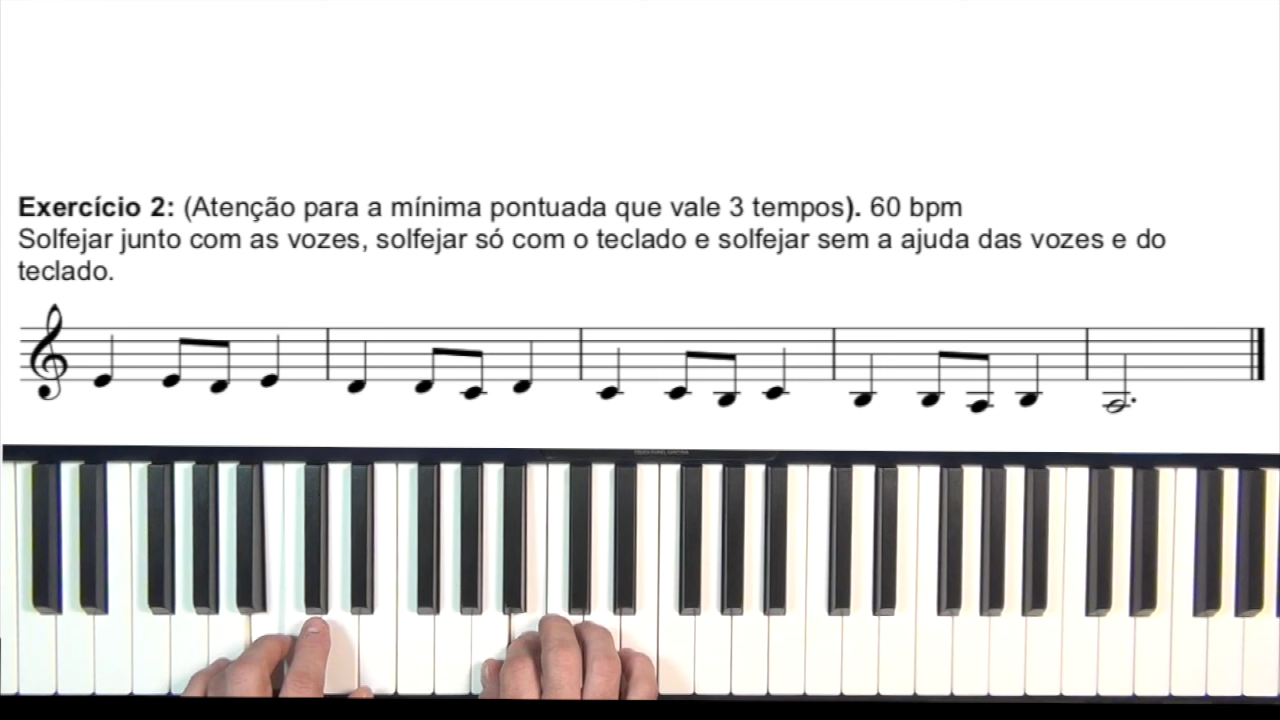 Exercício 2: (Atenção para a mínima pontuada que vale 3 tempos). 60 bpm
Solfejar junto com as vozes, solfejar só com o teclado e solfejar sem a ajuda das vozes e do
teclado.